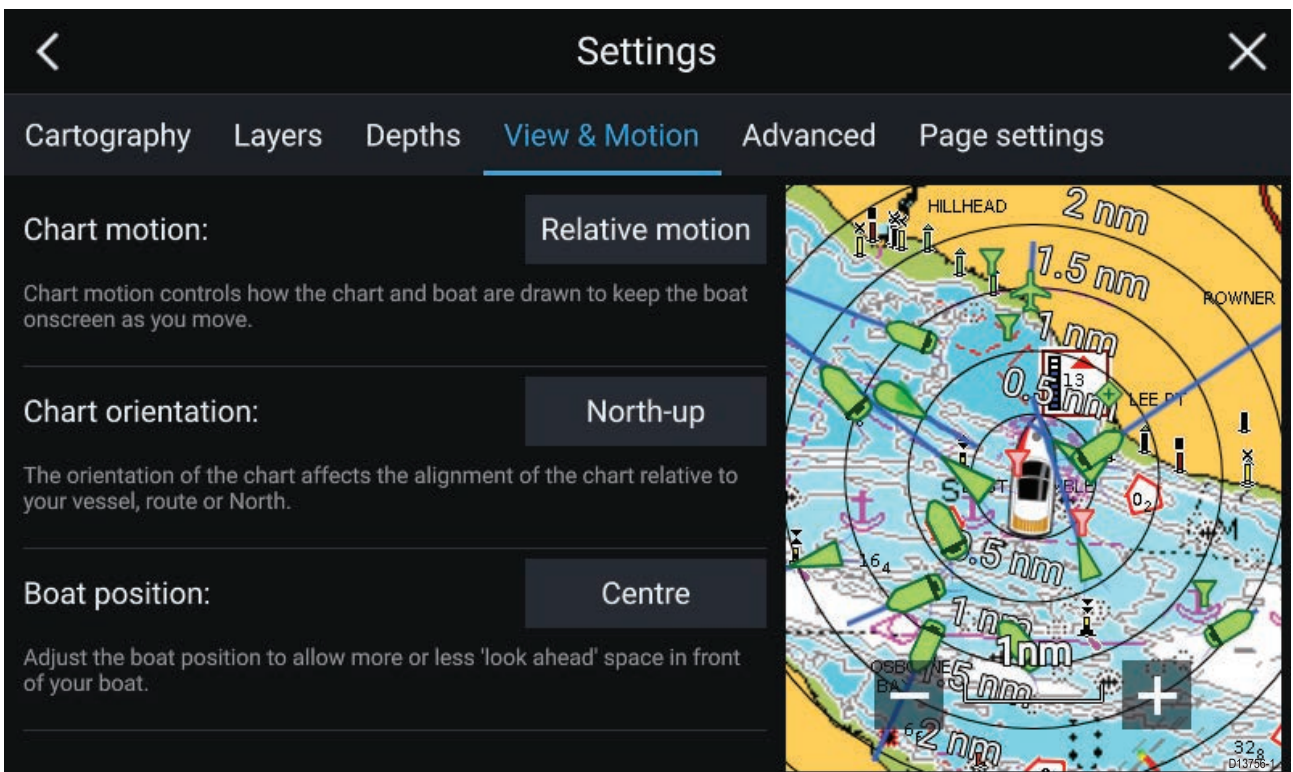 Settings
Cartography Layers Depths View & Motion Advanced Page settings
Chart motion: Relative motion
Chart motion controls how the chart and boat are drawn to keep the boat
onscreen as you move.
Chart orientation: North-up
The orientation of the chart affects the alignment of the chart relative to
your vessel, route or North.
Boat position: Centre
Adjust the boat position to allow more or less 'look ahead' space in front
of your boat.
HILLHEAD
2 nm
1.5 nm
ROWNER
1 nm
13
0.5 nm
LEE PT
0₂
M
16₄
0.5 nm
1 nm
1nm
5 nm
6₆
2 nm
32₈
D13756-1